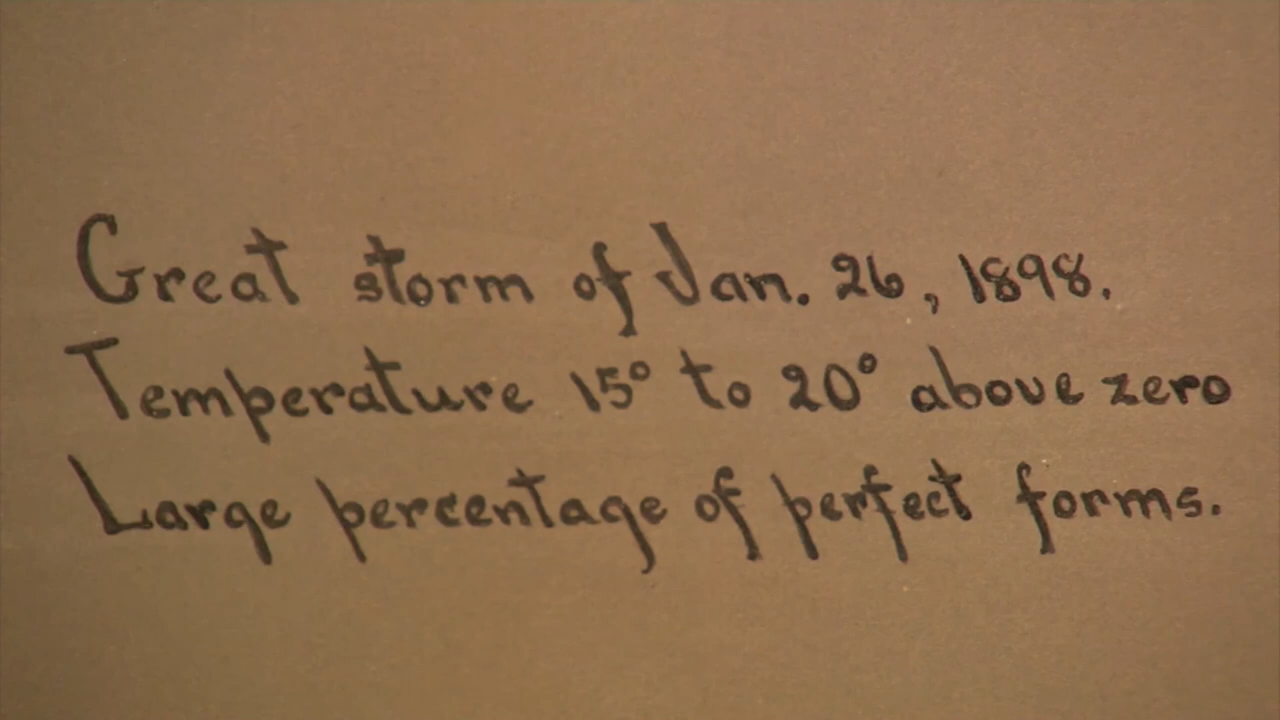 Great storm of Jan. 26, 1898.
Temperature 15° to 20° above zero
Large percentage of perfect forms.